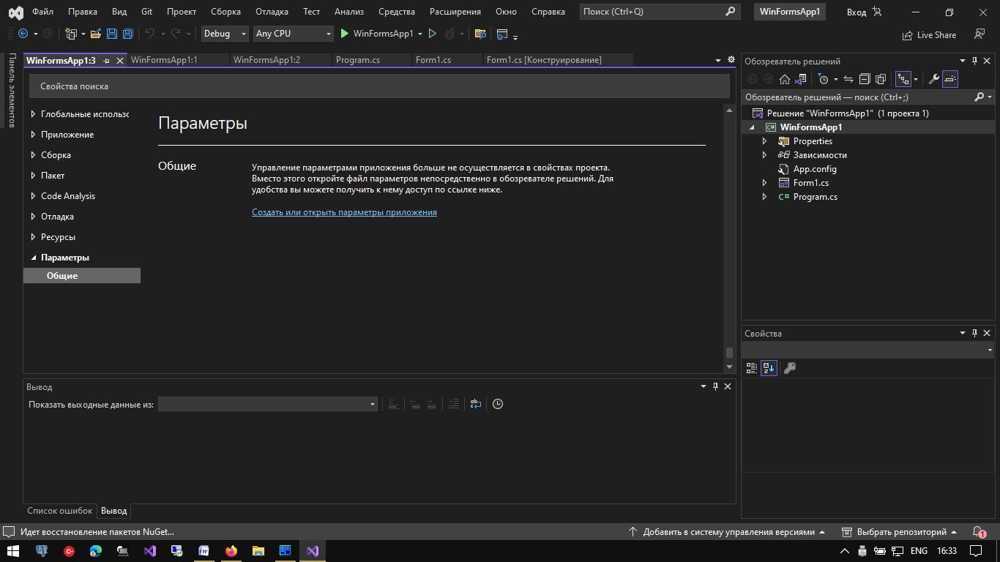 Файл Правка Вид Git Проект Сборка Отладка Тест Анализ Средства Расширения Окно Справка Поиск (Ctrl+Q) WinFormsApp1 Вход
Debug Any CPU WinFormsApp1 Live Share
Панель элементов
WinFormsApp1:3 WinFormsApp1:1 WinFormsApp1:2 Program.cs Form1.cs Form1.cs [Конструирование]
Свойства поиска
Глобальные использс
Приложение
Сборка
Пакет
Code Analysis
Отладка
Ресурсы
Параметры
Общие
Параметры
Общие
Управление параметрами приложения больше не осуществляется в свойствах проекта.
Вместо этого откройте файл параметров непосредственно в обозревателе решений. Для
удобства вы можете получить к нему доступ по ссылке ниже.
Создать или открыть параметры приложения
Обозреватель решений
Обозреватель решений — поиск (Ctrl+;)
Решение "WinFormsApp1" (1 проекта 1)
C# WinFormsApp1
Properties
Зависимости
App.config
Form1.cs
C# Program.cs
Свойства
Вывод
Показать выходные данные из:
Список ошибок Вывод
Идет восстановление пакетов NuGet... Добавить в систему управления версиями Выбрать репозиторий 1
ENG 16:33